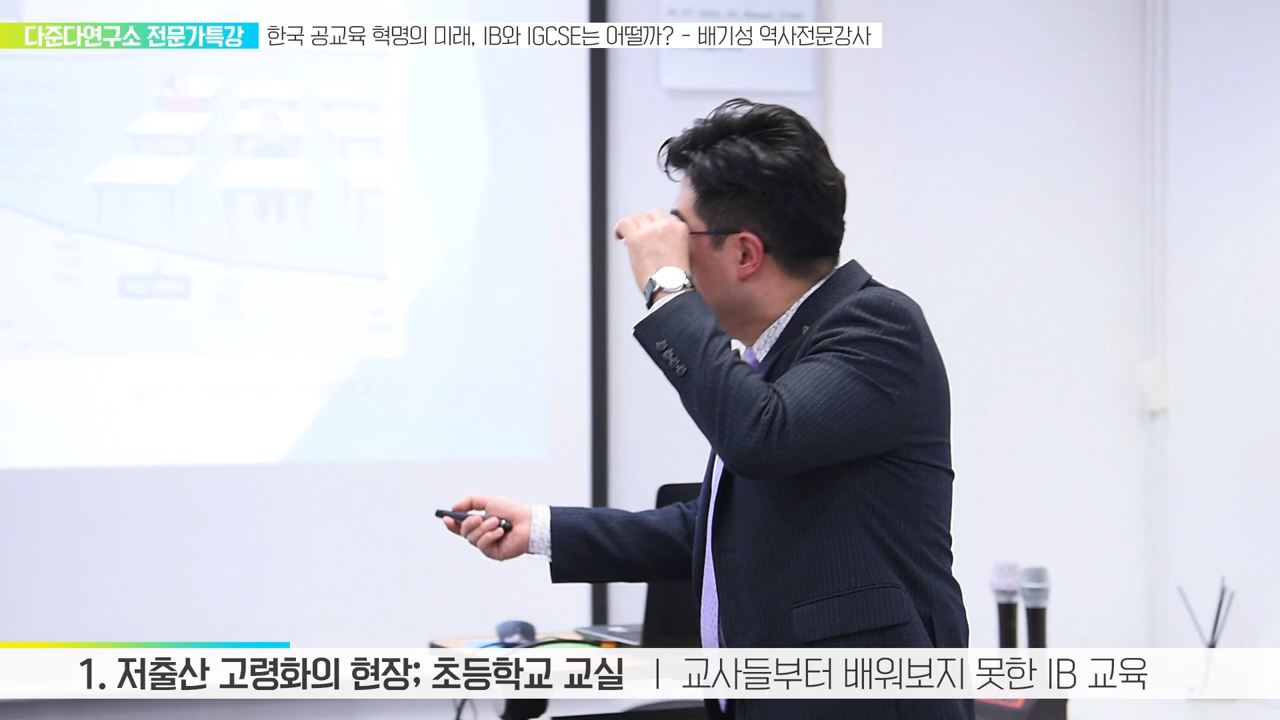 다준다연구소 전문가특강 한국 공교육 혁명의 미래, IB와 IGCSE는 어떨까? - 배기성 역사전문강사
1. 저출산 고령화의 현장; 초등학교 교실 | 교사들부터 배워보지 못한 IB 교육